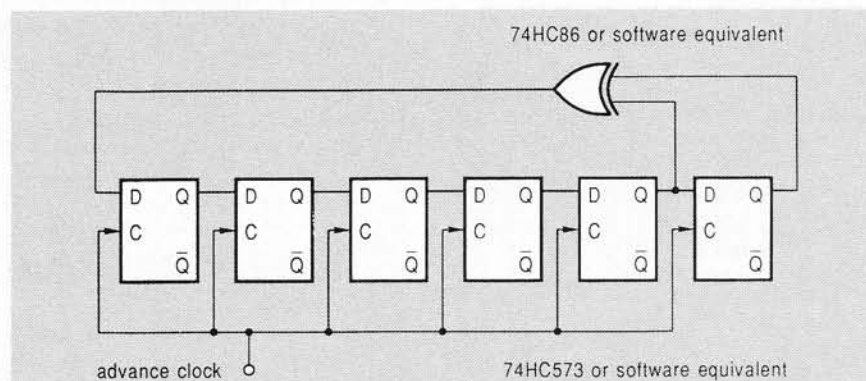 74HC86 or software equivalent
D Q
C
Q̅
D Q
C
Q̅
D Q
C
Q̅
D Q
C
Q̅
D Q
C
Q̅
D Q
C
Q̅
advance clock
74HC573 or software equivalent